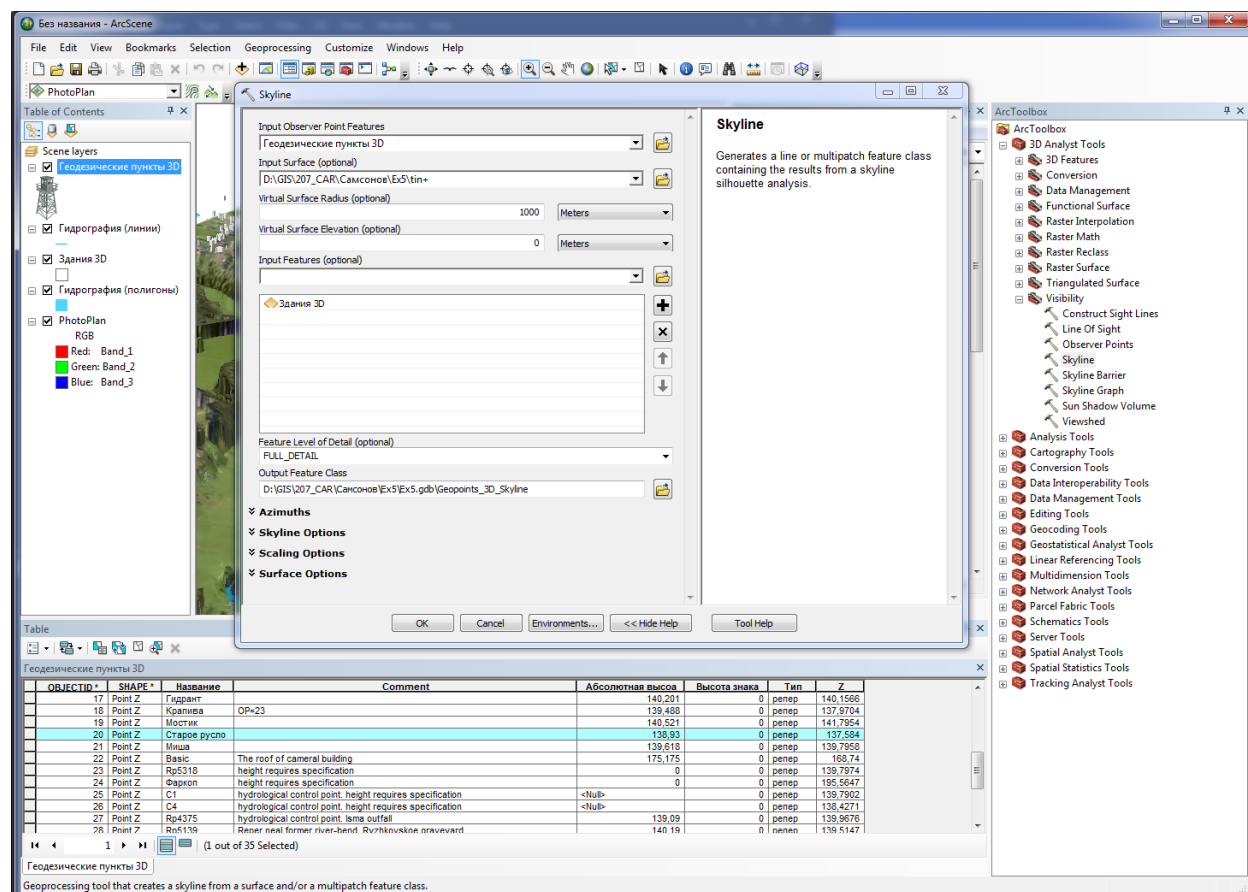 Без названия - ArcScene
File Edit View Bookmarks Selection Geoprocessing Customize Windows Help
PhotoPlan
Table of Contents
Scene layers
Геодезические пункты 3D
Гидрография (линии)
Здания 3D
Гидрография (полигоны)
PhotoPlan
RGB
Red: Band_1
Green: Band_2
Blue: Band_3
Skyline
Input Observer Point Features
Геодезические пункты 3D
Input Surface (optional)
D:\GIS\207_CAR\Самсонов\Ex5\tin+
Virtual Surface Radius (optional)
1000 Meters
Virtual Surface Elevation (optional)
0 Meters
Input Features (optional)
Здания 3D
Feature Level of Detail (optional)
FULL_DETAIL
Output Feature Class
D:\GIS\207_CAR\Самсонов\Ex5\Ex5.gdb\Geopoints_3D_Skyline
Azimuths
Skyline Options
Scaling Options
Surface Options
Skyline
Generates a line or multipatch feature class
containing the results from a skyline
silhouette analysis.
OK Cancel Environments... << Hide Help Tool Help
ArcToolbox
ArcToolbox
3D Analyst Tools
3D Features
Conversion
Data Management
Functional Surface
Raster Interpolation
Raster Math
Raster Reclass
Raster Surface
Triangulated Surface
Visibility
Construct Sight Lines
Line Of Sight
Observer Points
Skyline
Skyline Barrier
Skyline Graph
Sun Shadow Volume
Viewshed
Analysis Tools
Cartography Tools
Conversion Tools
Data Interoperability Tools
Data Management Tools
Editing Tools
Geocoding Tools
Geostatistical Analyst Tools
Linear Referencing Tools
Multidimension Tools
Network Analyst Tools
Parcel Fabric Tools
Schematics Tools
Server Tools
Spatial Analyst Tools
Spatial Statistics Tools
Tracking Analyst Tools
Table
Геодезические пункты 3D
OBJECTID * SHAPE * Название Comment Абсолютная высоа Высота знака Тип Z
17 Point Z Гидрант 140,201 0 репер 140,1566
18 Point Z Крапива OP=23 139,488 0 репер 137,9704
19 Point Z Мостик 140,521 0 репер 141,7954
20 Point Z Старое русло 138,93 0 репер 137,584
21 Point Z Миша 139,618 0 репер 139,7958
22 Point Z Basic The roof of cameral building 175,175 0 репер 168,74
23 Point Z Rp5318 height requires specification 0 0 репер 139,7974
24 Point Z Фаркоп height requires specification 0 0 репер 195,5647
25 Point Z C1 hydrological control point. height requires specification <Null> 0 репер 139,7902
26 Point Z C4 hydrological control point. height requires specification <Null> 0 репер 138,4271
27 Point Z Rp4375 hydrological control point. Isma outfall 139,09 0 репер 139,9676
28 Point Z Rp5139 Reper neal former river-bend. Ryzhkovskoe graveyard 140,19 0 репер 139,5147
1 (1 out of 35 Selected)
Геодезические пункты 3D
Geoprocessing tool that creates a skyline from a surface and/or a multipatch feature class.